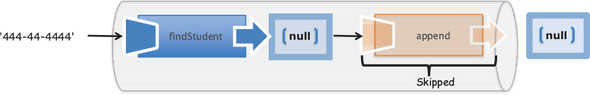 '444-44-4444'
findStudent
(null)
append
(null)
Skipped